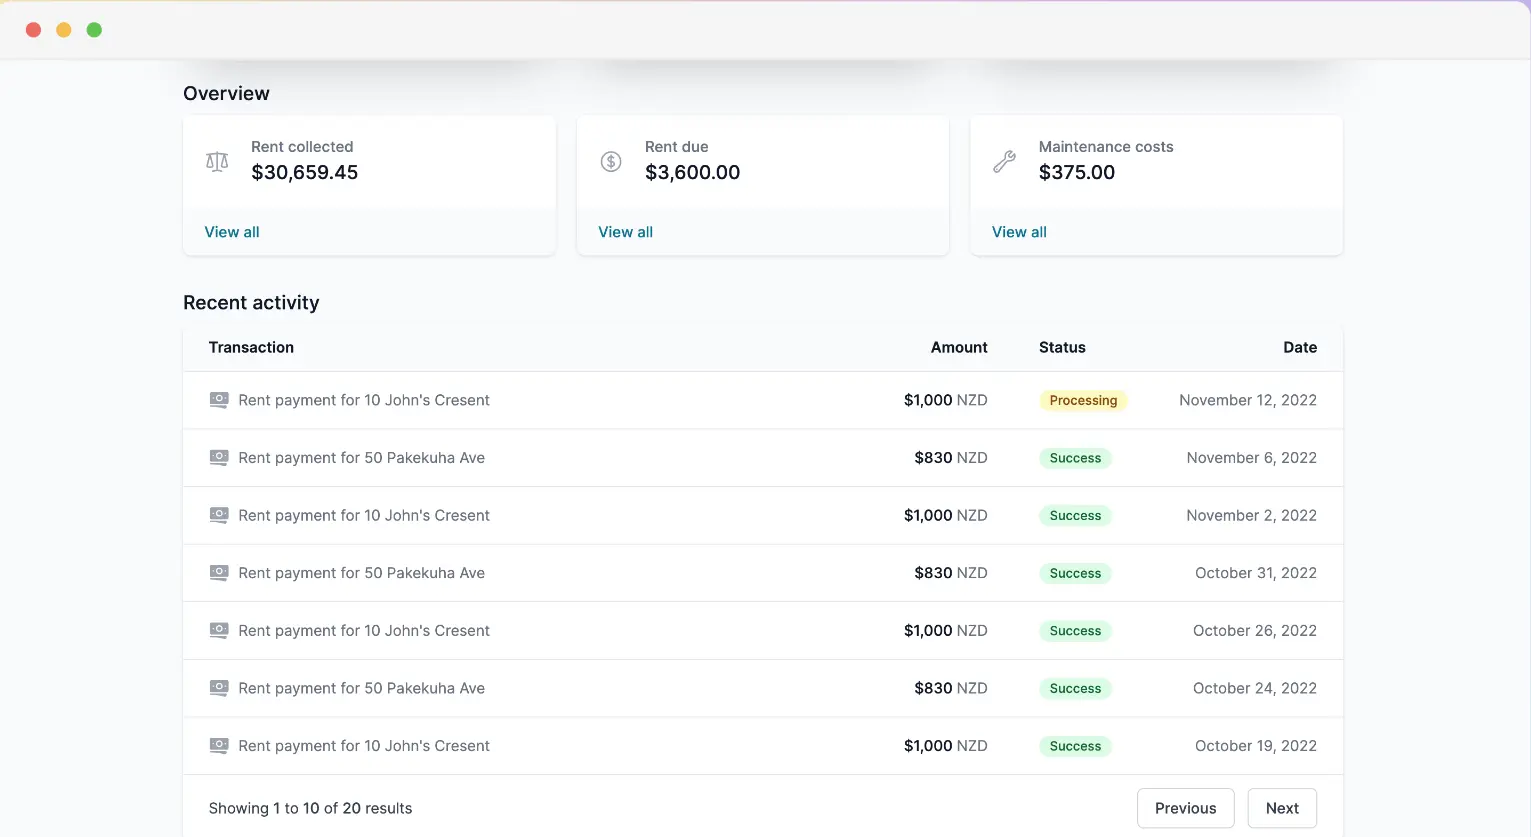 Overview
Rent collected
$30,659.45
View all
Rent due
$3,600.00
View all
Maintenance costs
$375.00
View all
Recent activity
Transaction Amount Status Date
Rent payment for 10 John's Cresent $1,000 NZD Processing November 12, 2022
Rent payment for 50 Pakekuha Ave $830 NZD Success November 6, 2022
Rent payment for 10 John's Cresent $1,000 NZD Success November 2, 2022
Rent payment for 50 Pakekuha Ave $830 NZD Success October 31, 2022
Rent payment for 10 John's Cresent $1,000 NZD Success October 26, 2022
Rent payment for 50 Pakekuha Ave $830 NZD Success October 24, 2022
Rent payment for 10 John's Cresent $1,000 NZD Success October 19, 2022
Showing 1 to 10 of 20 results Previous Next